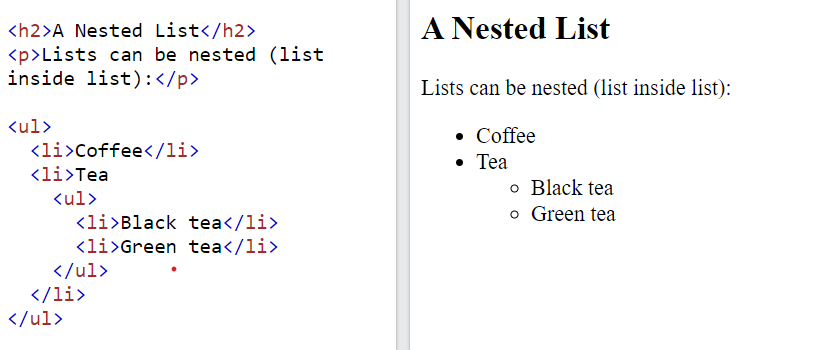 <h2>A Nested List</h2>
<p>Lists can be nested (list
inside list):</p>
<ul>
<li>Coffee</li>
<li>Tea
<ul>
<li>Black tea</li>
<li>Green tea</li>
</ul>
</li>
</ul>
A Nested List
Lists can be nested (list inside list):
• Coffee
• Tea
○ Black tea
○ Green tea